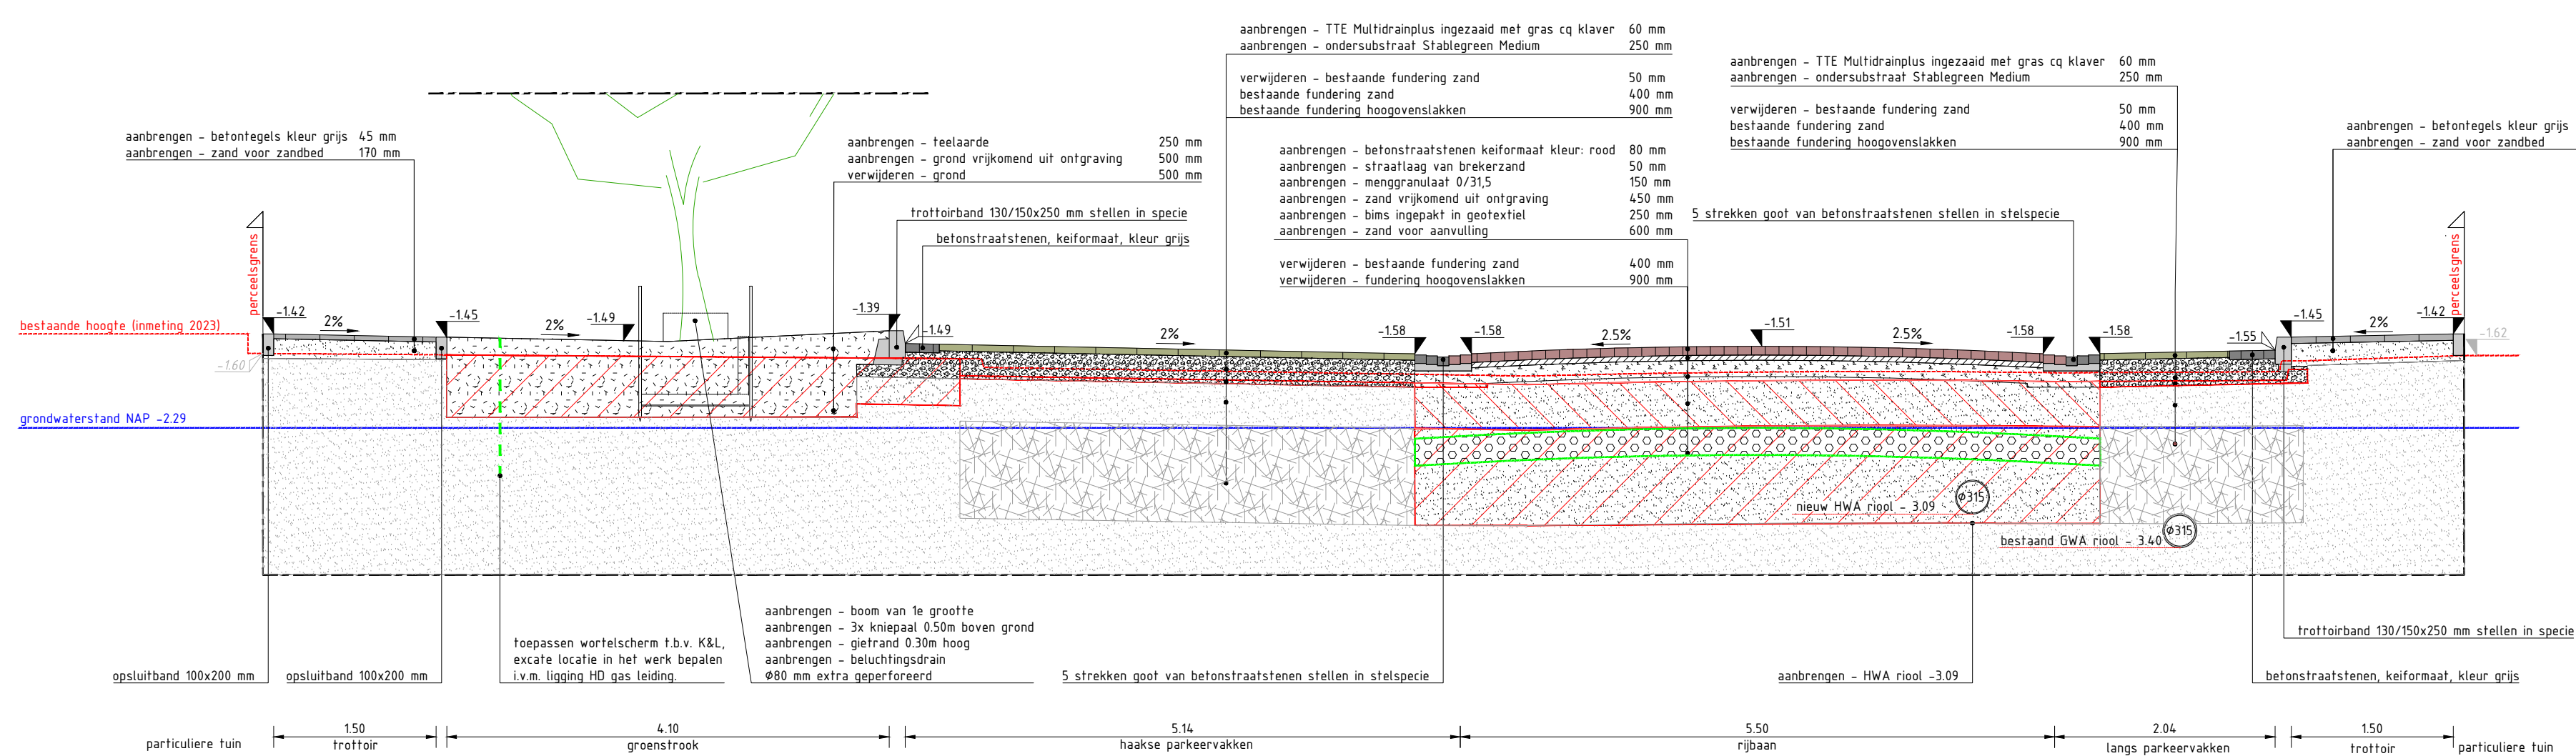 aanbrengen - TTE Multidrainplus ingezaaid met gras cq klaver 60 mm
aanbrengen - ondersubstraat Stablegreen Medium 250 mm
verwijderen - bestaande fundering zand 50 mm
bestaande fundering zand 400 mm
bestaande fundering hoogovenslakken 900 mm
aanbrengen - TTE Multidrainplus ingezaaid met gras cq klaver 60 mm
aanbrengen - ondersubstraat Stablegreen Medium 250 mm
verwijderen - bestaande fundering zand 50 mm
bestaande fundering zand 400 mm
bestaande fundering hoogovenslakken 900 mm
aanbrengen - betontegels kleur grijs 45 mm
aanbrengen - zand voor zandbed 170 mm
aanbrengen - teelaarde 250 mm
aanbrengen - grond vrijkomend uit ontgraving 500 mm
verwijderen - grond 500 mm
aanbrengen - betonstraatstenen keiformaat kleur: rood 80 mm
aanbrengen - straatlaag van brekerzand 50 mm
aanbrengen - menggranulaat 0/31,5 150 mm
aanbrengen - zand vrijkomend uit ontgraving 450 mm
aanbrengen - bims ingepakt in geotextiel 250 mm
aanbrengen - zand voor aanvulling 600 mm
verwijderen - bestaande fundering zand 400 mm
verwijderen - fundering hoogovenslakken 900 mm
aanbrengen - betontegels kleur grijs
aanbrengen - zand voor zandbed
trottoirband 130/150x250 mm stellen in specie
betonstraatstenen, keiformaat, kleur grijs
5 strekken goot van betonstraatstenen stellen in stelspecie
perceelsgrens
perceelsgrens
bestaande hoogte (inmeting 2023)
-1.42
2%
-1.45
2%
-1.49
-1.39
-1.49
2%
-1.58
-1.58
2.5%
-1.51
2.5%
-1.58
-1.58
-1.55
-1.45
2%
-1.42
-1.62
-1.60
grondwaterstand NAP -2.29
ø315
nieuw HWA riool - 3.09
ø315
bestaand GWA riool - 3.40
opsluitband 100x200 mm
opsluitband 100x200 mm
toepassen wortelscherm t.b.v. K&L,
excate locatie in het werk bepalen
i.v.m. ligging HD gas leiding.
aanbrengen - boom van 1e grootte
aanbrengen - 3x kniepaal 0.50m boven grond
aanbrengen - gietrand 0.30m hoog
aanbrengen - beluchtingsdrain
ø80 mm extra geperforeerd
5 strekken goot van betonstraatstenen stellen in stelspecie
aanbrengen - HWA riool -3.09
trottoirband 130/150x250 mm stellen in specie
betonstraatstenen, keiformaat, kleur grijs
particuliere tuin
1.50
trottoir
4.10
groenstrook
5.14
haakse parkeervakken
5.50
rijbaan
2.04
langs parkeervakken
1.50
trottoir
particuliere tuin